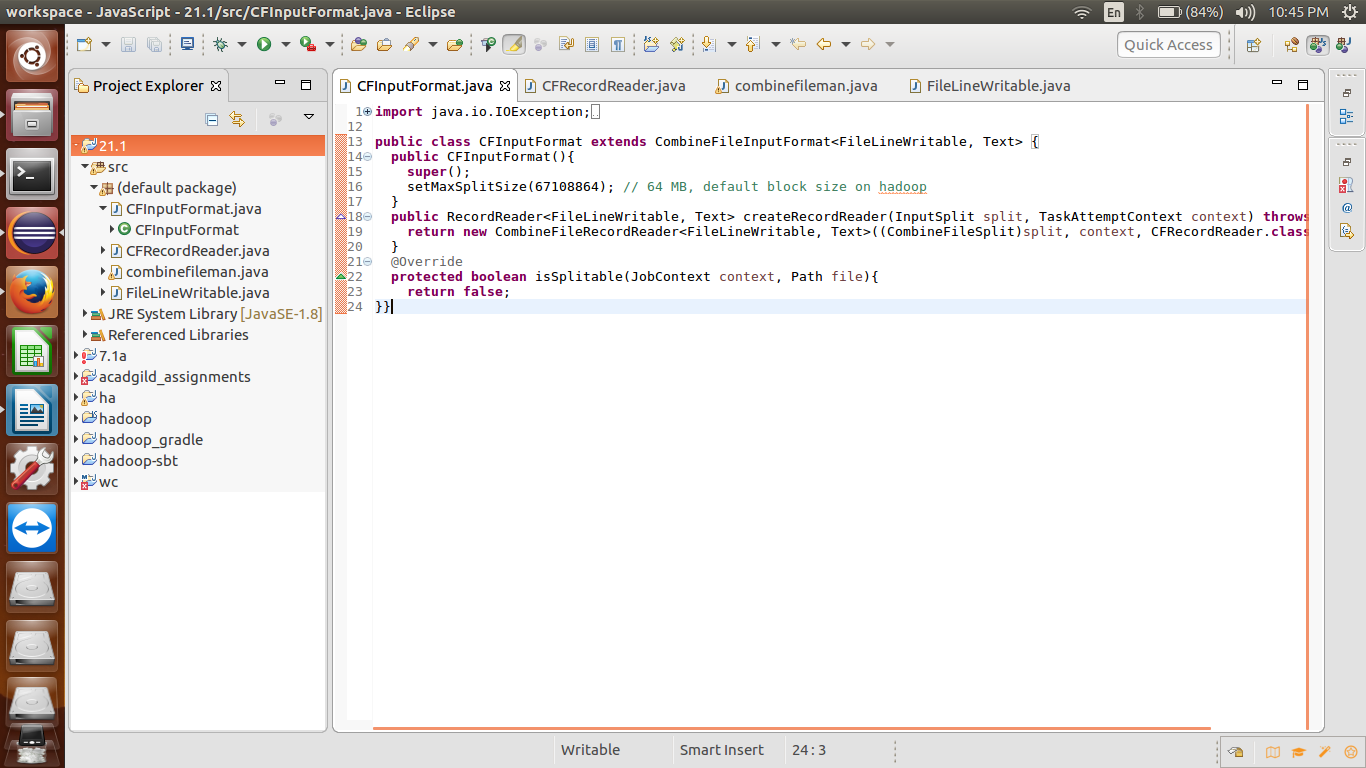 workspace - JavaScript - 21.1/src/CFInputFormat.java - Eclipse
En
(84%)
10:45 PM
Quick Access
Project Explorer
21.1
src
(default package)
CFInputFormat.java
CFInputFormat
CFRecordReader.java
combinefileman.java
FileLineWritable.java
JRE System Library [JavaSE-1.8]
Referenced Libraries
7.1a
acadgild_assignments
ha
hadoop
hadoop_gradle
hadoop-sbt
wc
CFInputFormat.java
CFRecordReader.java
combinefileman.java
FileLineWritable.java
1 import java.io.IOException;
12
13 public class CFInputFormat extends CombineFileInputFormat<FileLineWritable, Text> {
14 public CFInputFormat(){
15 super();
16 setMaxSplitSize(67108864); // 64 MB, default block size on hadoop
17 }
18 public RecordReader<FileLineWritable, Text> createRecordReader(InputSplit split, TaskAttemptContext context) throws
19 return new CombineFileRecordReader<FileLineWritable, Text>((CombineFileSplit)split, context, CFRecordReader.class
20 }
21 @Override
22 protected boolean isSplitable(JobContext context, Path file){
23 return false;
24 }}
Writable
Smart Insert
24 : 3